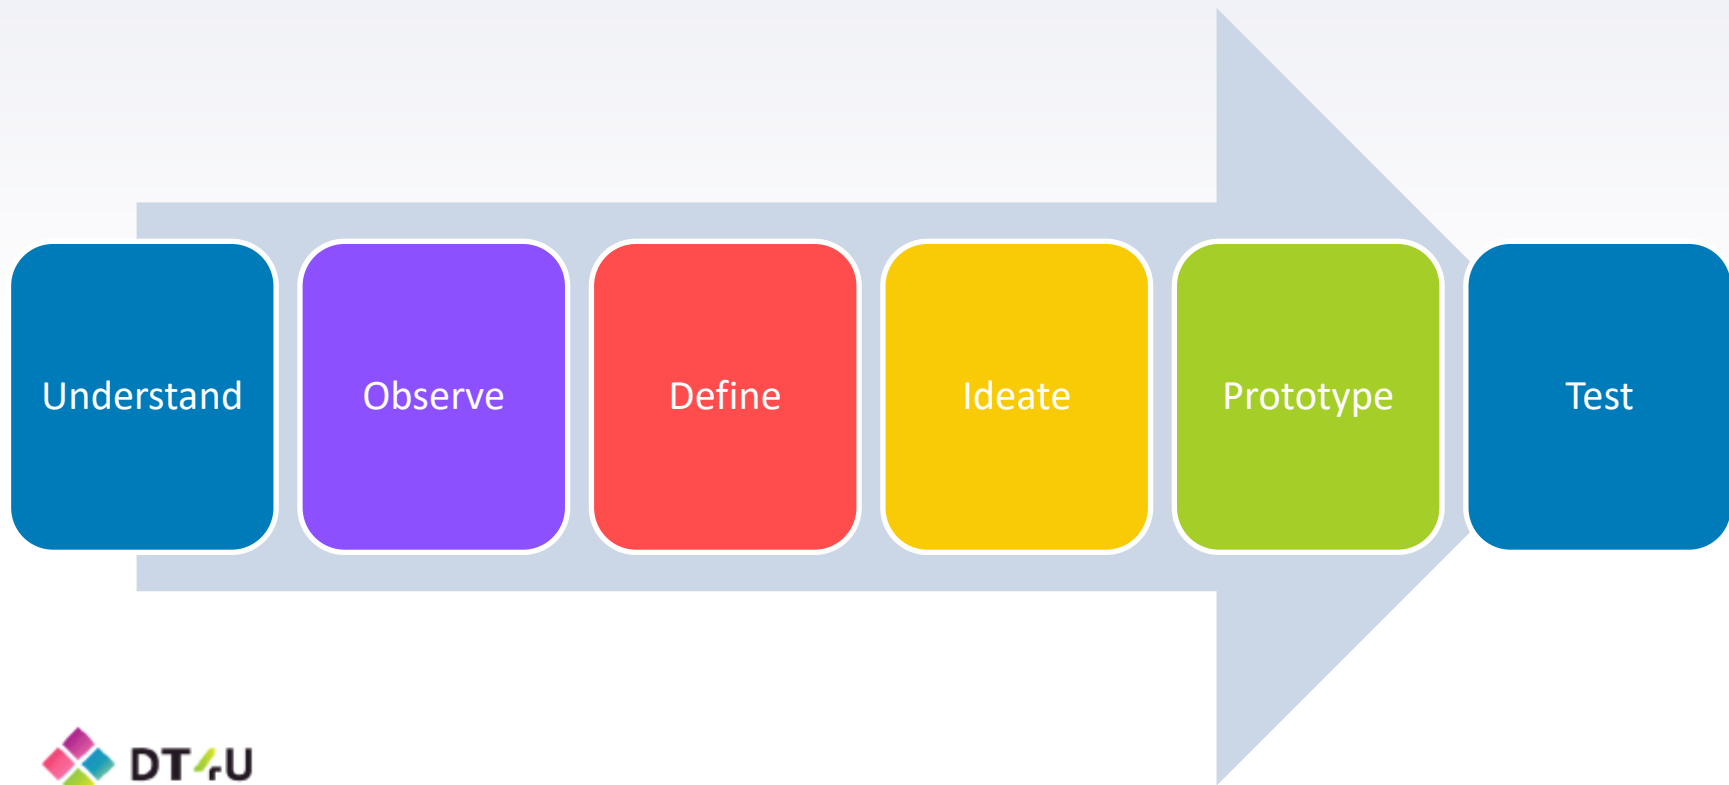 Understand
Observe
Define
Ideate
Prototype
Test
DT4U